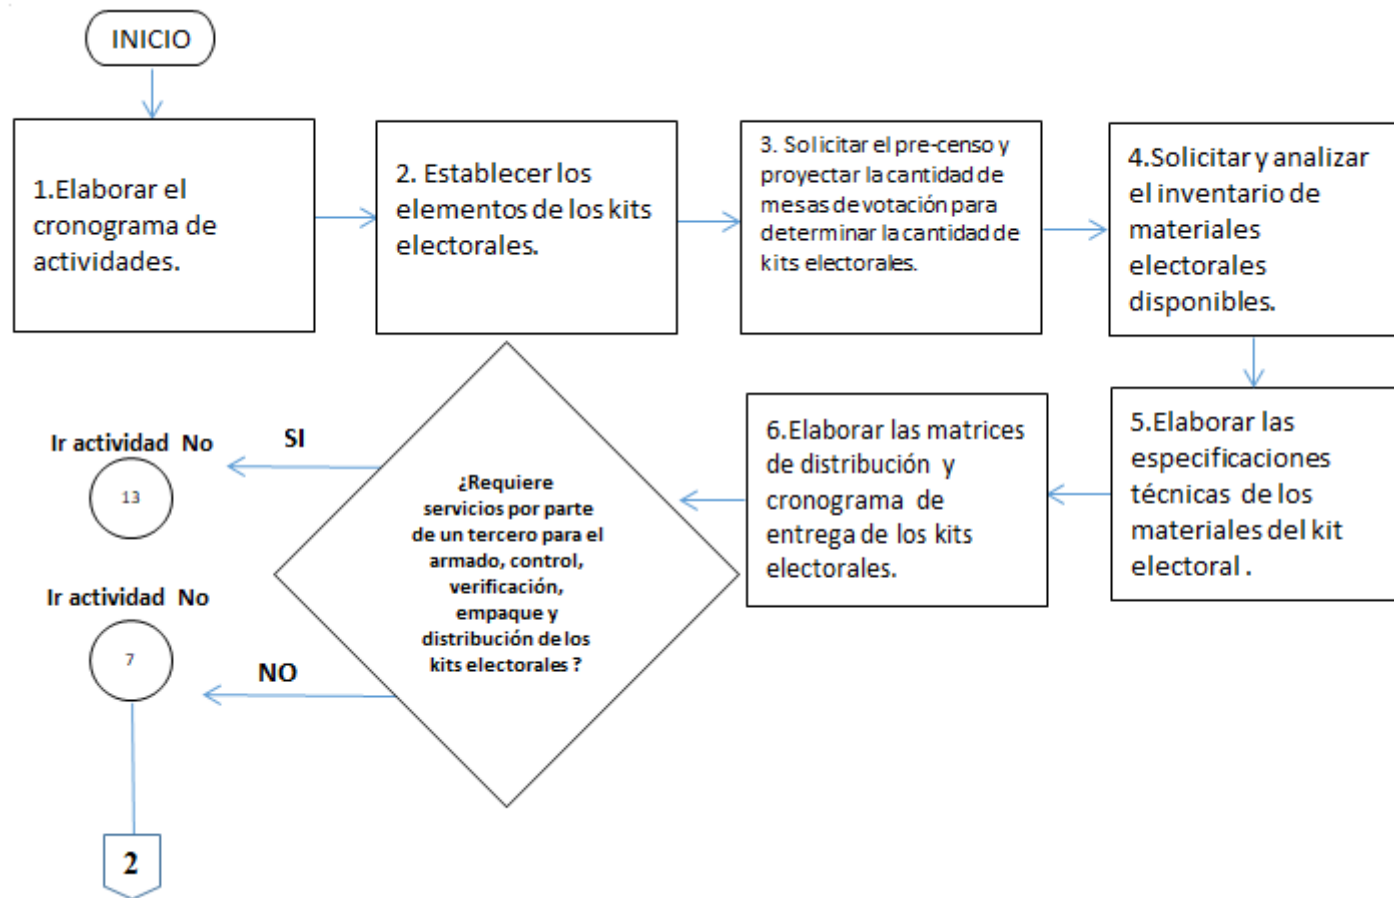 INICIO
1.Elaborar el
cronograma de
actividades.
2. Establecer los
elementos de los kits
electorales.
3. Solicitar el pre-censo y
proyectar la cantidad de
mesas de votación para
determinar la cantidad de
kits electorales.
4.Solicitar y analizar
el inventario de
materiales
electorales
disponibles.
5.Elaborar las
especificaciones
técnicas de los
materiales del kit
electoral .
6.Elaborar las matrices
de distribución y
cronograma de
entrega de los kits
electorales.
¿Requiere
servicios por parte
de un tercero para el
armado, control,
verificación,
empaque y
distribución de los
kits electorales ?
SI
Ir actividad No
13
NO
Ir actividad No
7
2